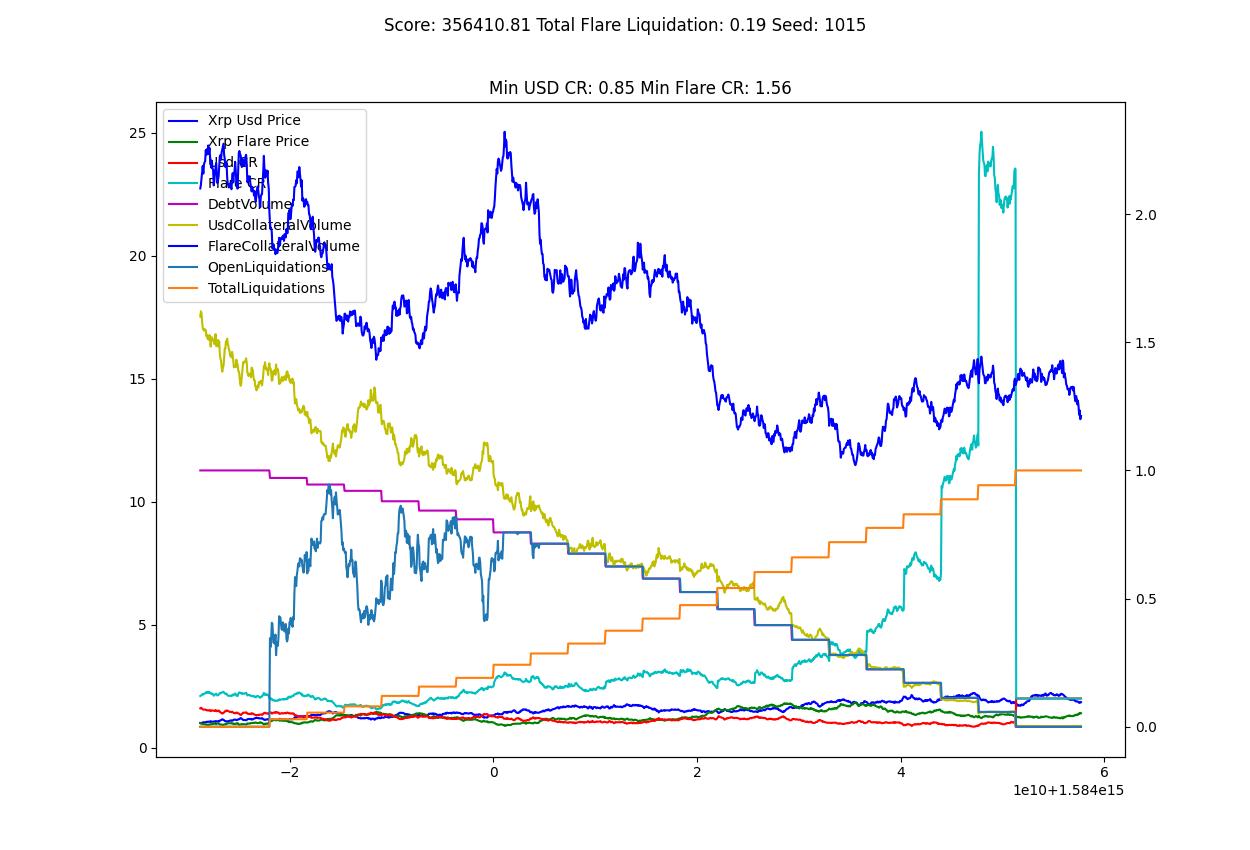 Score: 356410.81 Total Flare Liquidation: 0.19 Seed: 1015
Min USD CR: 0.85 Min Flare CR: 1.56
Xrp Usd Price
Xrp Flare Price
Usd CR
Flare CR
DebtVolume
UsdCollateralVolume
FlareCollateralVolume
OpenLiquidations
TotalLiquidations
25
20
15
10
5
0
2.0
1.5
1.0
0.5
0.0
−2 0 2 4 6
1e10+1.584e15